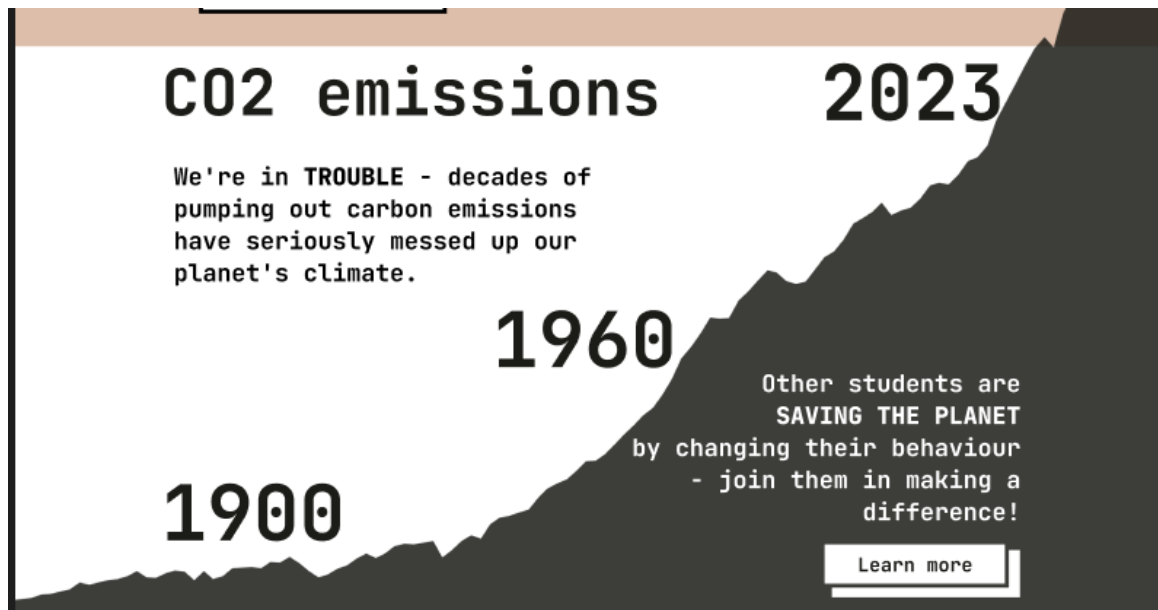 CO2 emissions
2023
We're in TROUBLE - decades of
pumping out carbon emissions
have seriously messed up our
planet's climate.
1960
Other students are
SAVING THE PLANET
by changing their behaviour
- join them in making a
difference!
1900
Learn more